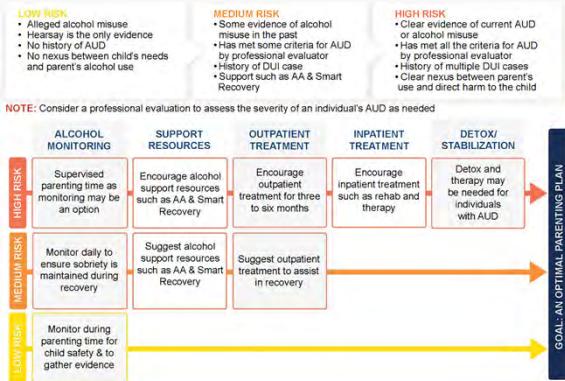 LOW RISK
• Alleged alcohol misuse
• Hearsay is the only evidence
• No history of AUD
• No nexus between child's needs
and parent's alcohol use
MEDIUM RISK
• Some evidence of alcohol
misuse in the past
• Has met some criteria for AUD
by professional evaluator
• History of DUI case
• Support such as AA & Smart
Recovery
HIGH RISK
• Clear evidence of current AUD
or alcohol misuse
• Has met all the criteria for AUD
by professional evaluator
• History of multiple DUI cases
• Clear nexus between parent's
use and direct harm to the child
NOTE: Consider a professional evaluation to assess the severity of an individual's AUD as needed
ALCOHOL
MONITORING
SUPPORT
RESOURCES
OUTPATIENT
TREATMENT
INPATIENT
TREATMENT
DETOX/
STABILIZATION
HIGH RISK
Supervised
parenting time as
monitoring may be
an option
Encourage alcohol
support resources
such as AA & Smart
Recovery
Encourage
outpatient
treatment for three
to six months
Encourage
inpatient treatment
such as rehab and
therapy
Detox and
therapy may
be needed for
individuals
with AUD
MEDIUM RISK
Monitor daily to
ensure sobriety is
maintained during
recovery
Suggest alcohol
support resources
such as AA & Smart
Recovery
Suggest outpatient
treatment to assist
in recovery
LOW RISK
Monitor during
parenting time for
child safety & to
gather evidence
GOAL: AN OPTIMAL PARENTING PLAN